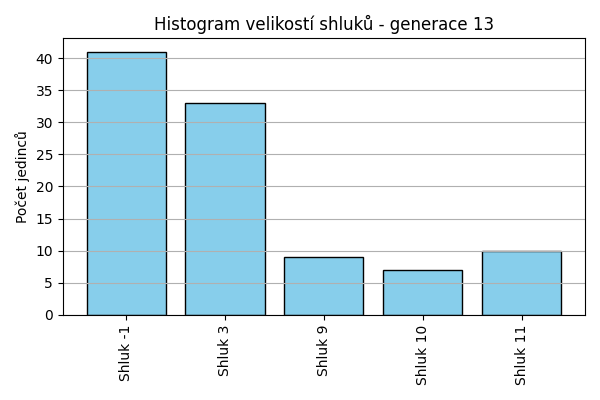 Histogram velikostí shluků - generace 13
Počet jedinců
40
35
30
25
20
15
10
5
0
Shluk -1
Shluk 3
Shluk 9
Shluk 10
Shluk 11